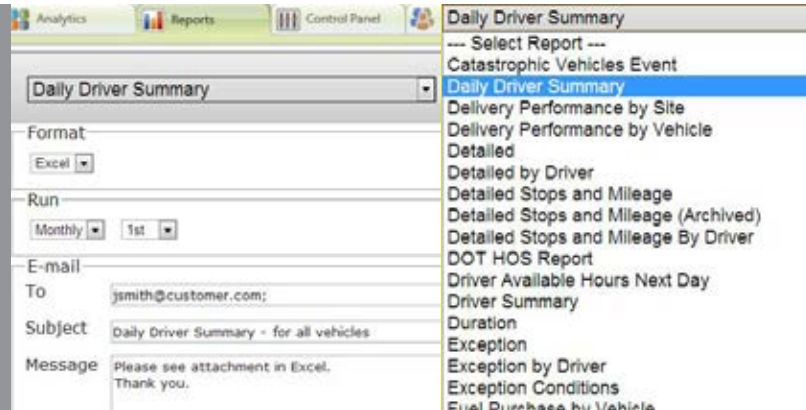 Analytics
Reports
Control Panel
Daily Driver Summary
Format
Excel
Run
Monthly 1st
E-mail
To jsmith@customer.com;
Subject Daily Driver Summary - for all vehicles
Message Please see attachment in Excel.
Thank you.
Daily Driver Summary
--- Select Report ---
Catastrophic Vehicles Event
Daily Driver Summary
Delivery Performance by Site
Delivery Performance by Vehicle
Detailed
Detailed by Driver
Detailed Stops and Mileage
Detailed Stops and Mileage (Archived)
Detailed Stops and Mileage By Driver
DOT HOS Report
Driver Available Hours Next Day
Driver Summary
Duration
Exception
Exception by Driver
Exception Conditions
Fuel Purchase by Vehicle